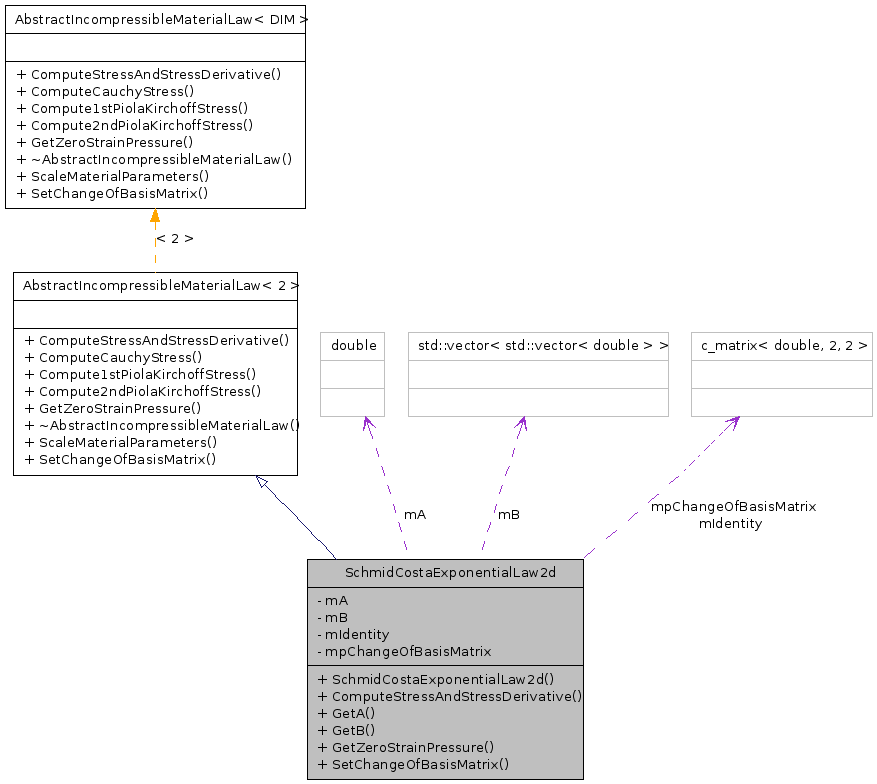 AbstractIncompressibleMaterialLaw< DIM >
+ ComputeStressAndStressDerivative()
+ ComputeCauchyStress()
+ Compute1stPiolaKirchoffStress()
+ Compute2ndPiolaKirchoffStress()
+ GetZeroStrainPressure()
+ ~AbstractIncompressibleMaterialLaw()
+ ScaleMaterialParameters()
+ SetChangeOfBasisMatrix()
< 2 >
AbstractIncompressibleMaterialLaw< 2 >
+ ComputeStressAndStressDerivative()
+ ComputeCauchyStress()
+ Compute1stPiolaKirchoffStress()
+ Compute2ndPiolaKirchoffStress()
+ GetZeroStrainPressure()
+ ~AbstractIncompressibleMaterialLaw()
+ ScaleMaterialParameters()
+ SetChangeOfBasisMatrix()
double
std::vector< std::vector< double > >
c_matrix< double, 2, 2 >
mA
mB
mpChangeOfBasisMatrix
mIdentity
SchmidCostaExponentialLaw2d
- mA
- mB
- mIdentity
- mpChangeOfBasisMatrix
+ SchmidCostaExponentialLaw2d()
+ ComputeStressAndStressDerivative()
+ GetA()
+ GetB()
+ GetZeroStrainPressure()
+ SetChangeOfBasisMatrix()